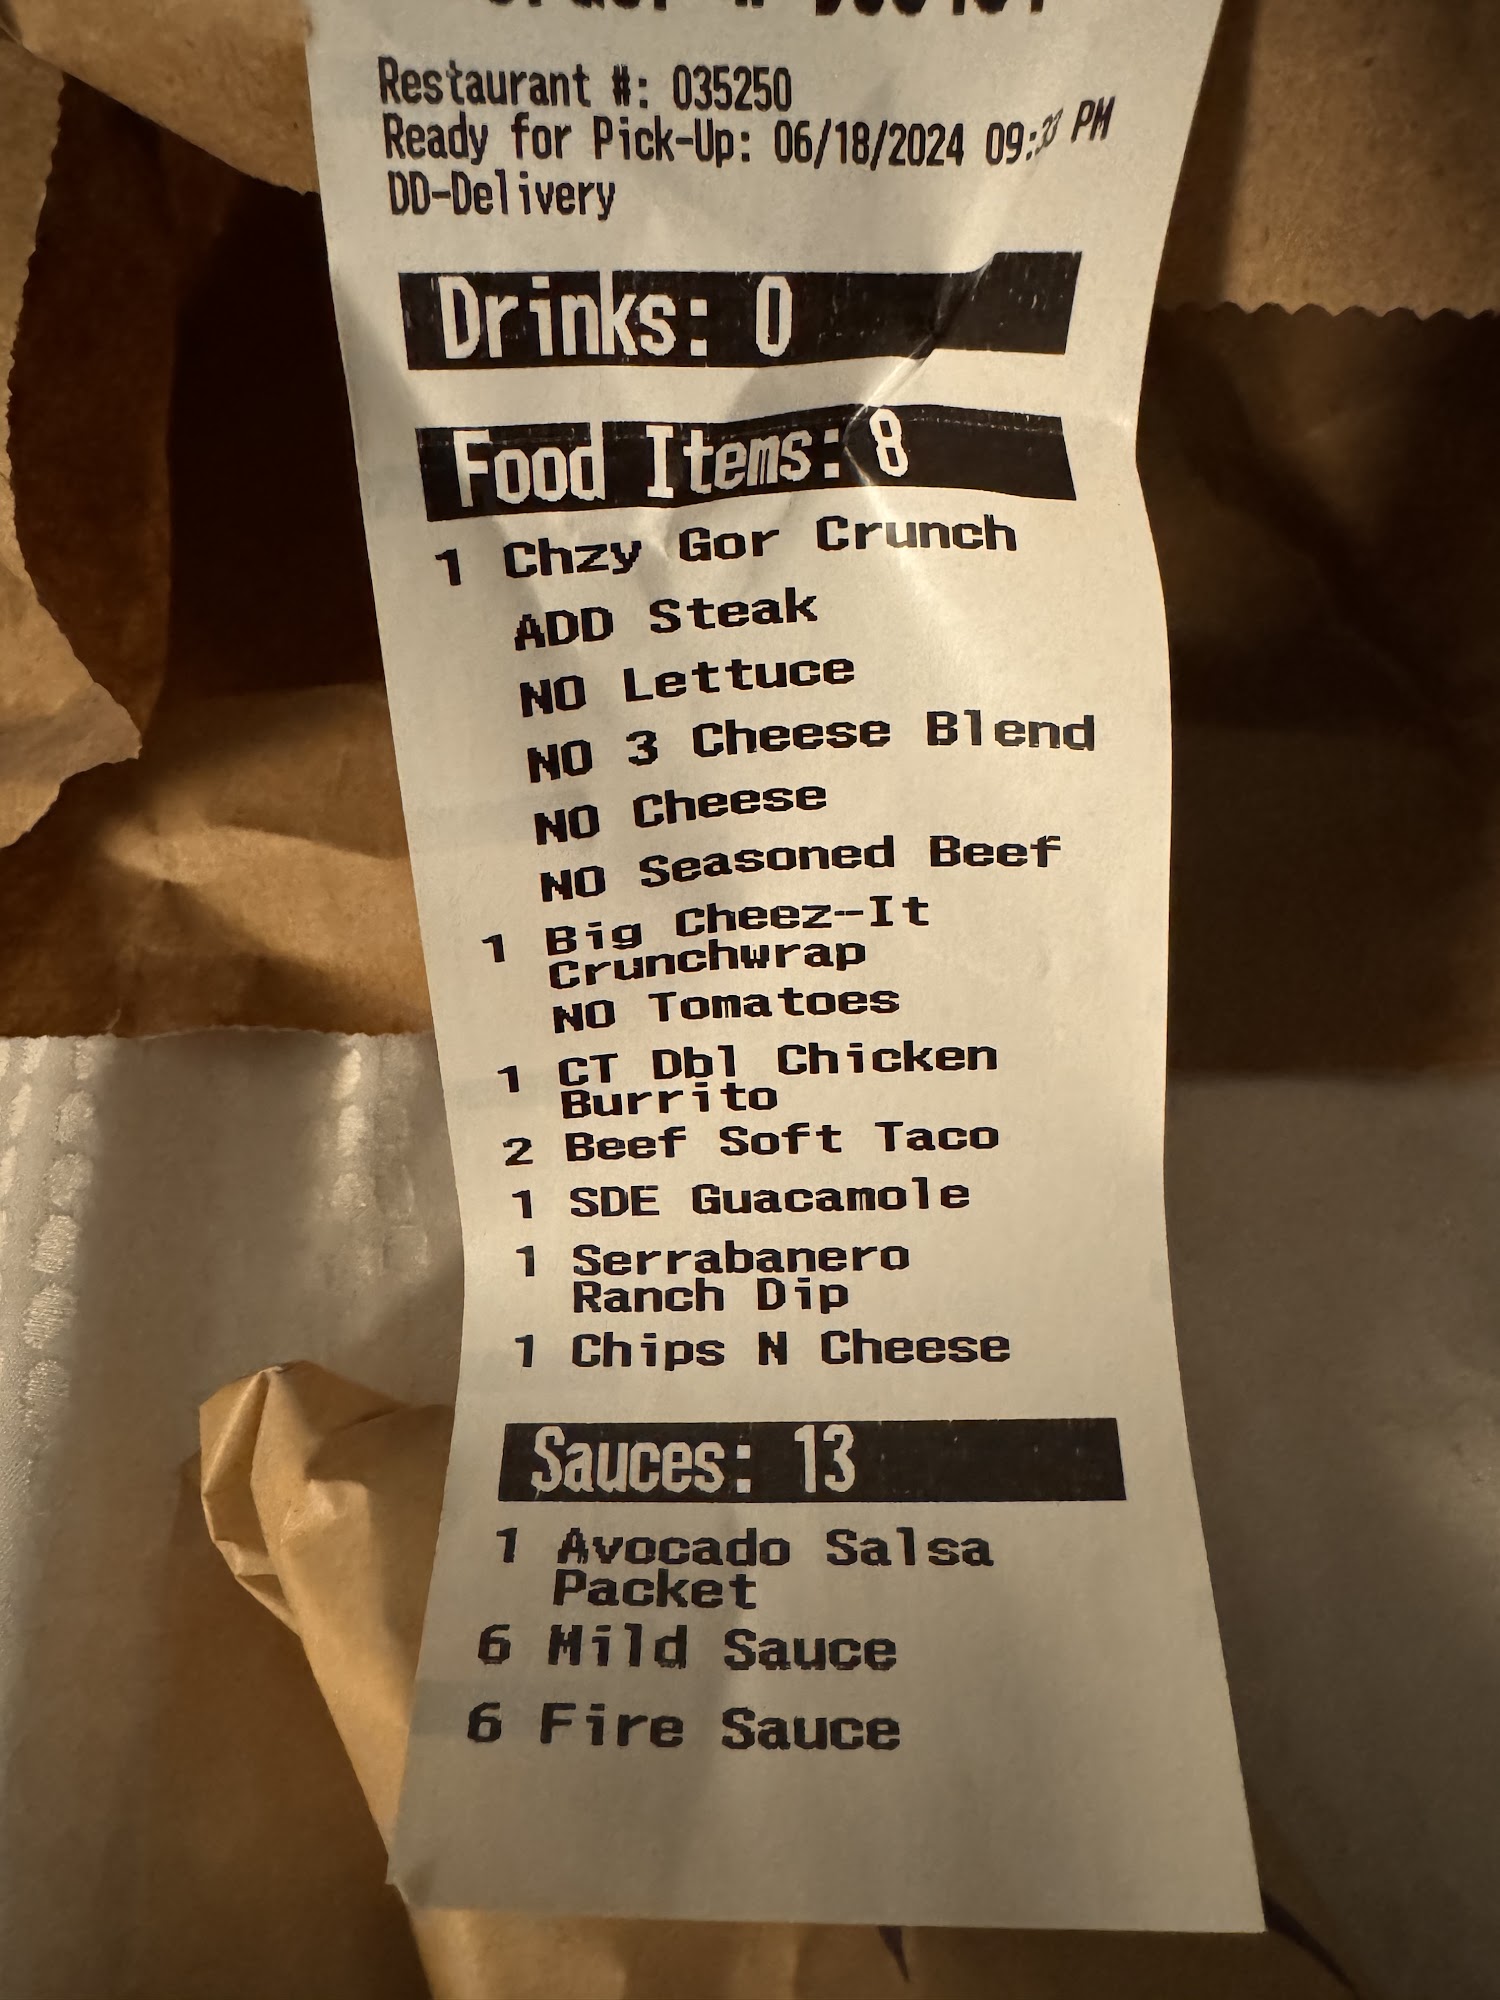 Restaurant #: 035250
Ready for Pick-Up: 06/18/2024 PM
DD-Delivery
Drinks: 0
Food Items: 8
1 Chzy Gor Crunch
ADD Steak
NO Lettuce
NO 3 Cheese Blend
NO Cheese
NO Seasoned Beef
1 Big Cheez-It
Crunchwrap
NO Tomatoes
1 CT Dbl Chicken
Burrito
2 Beef Soft Taco
1 SDE Guacamole
1 Serrabanero
Ranch Dip
1 Chips N Cheese
Sauces: 13
1 Avocado Salsa
Packet
6 Mild Sauce
6 Fire Sauce